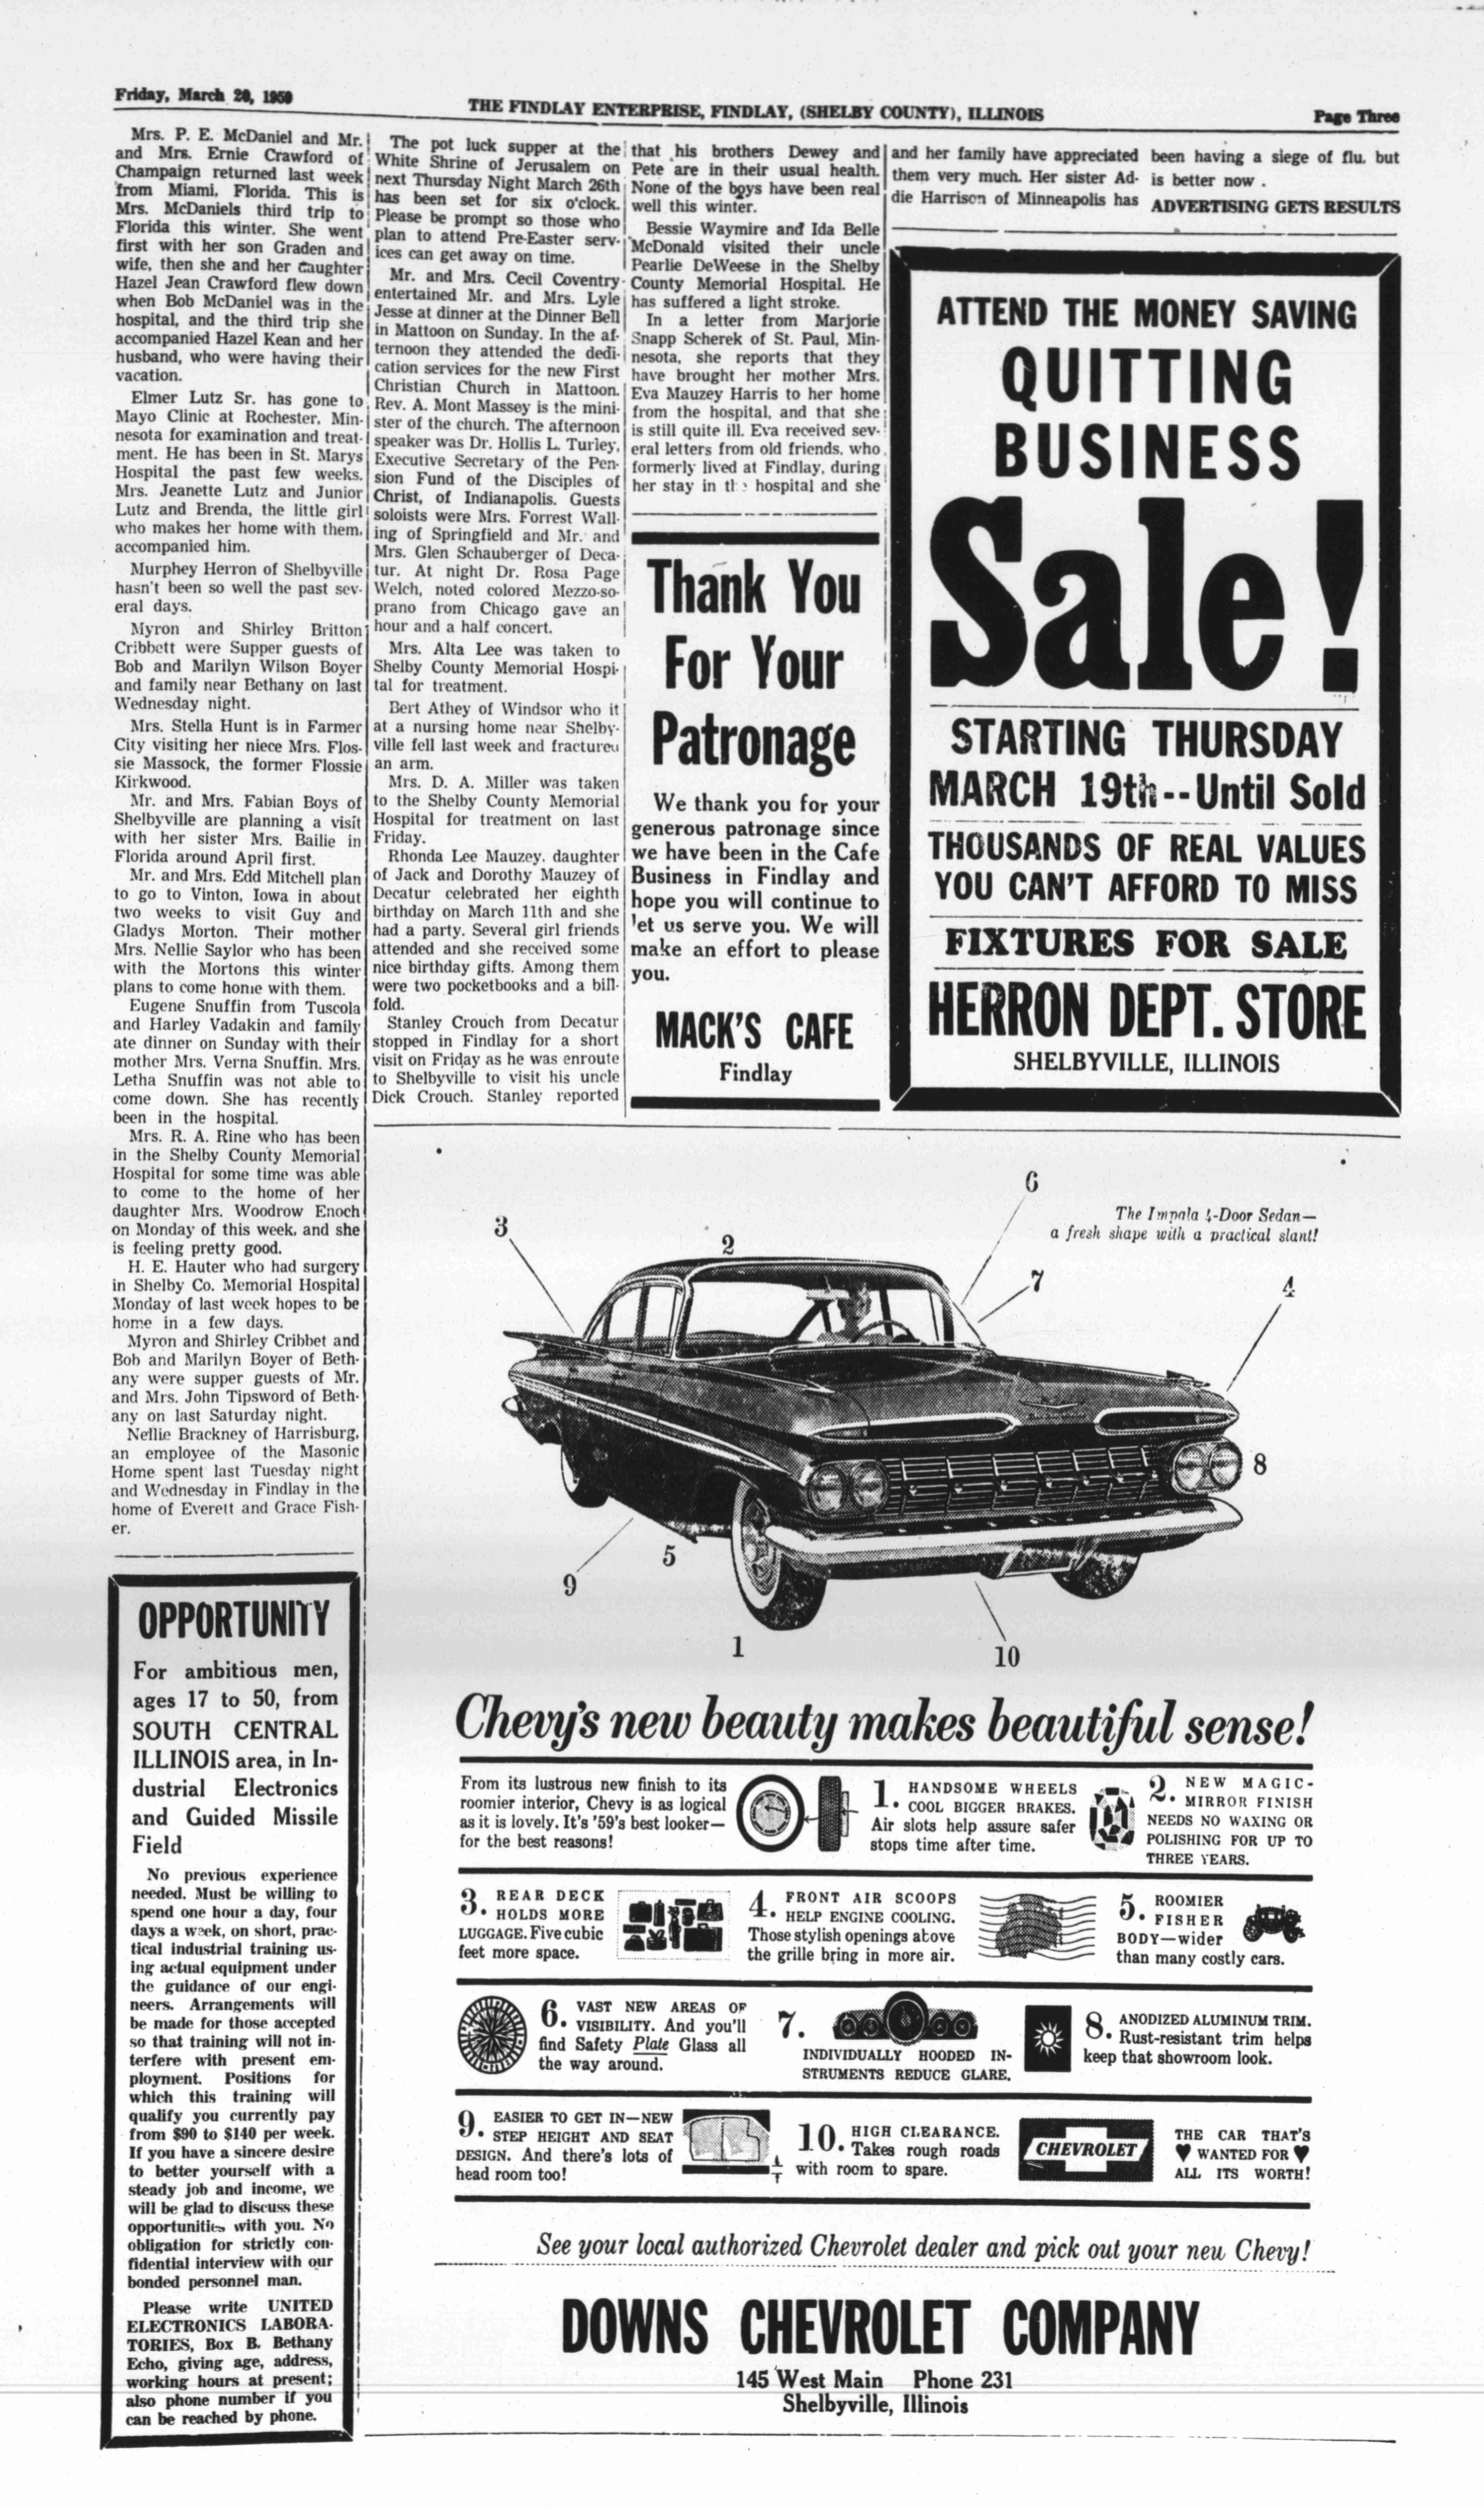 Friday, March 20, 1959
THE FINDLAY ENTERPRISE, FINDLAY, (SHELBY COUNTY), ILLINOIS
Page Three
Mrs. P. E. McDaniel and Mr.
and Mrs. Ernie Crawford of
Champaign returned last week
from Miami, Florida. This is
Mrs. McDaniels third trip to
Florida this winter. She went
first with her son Graden and
wife, then she and her daughter
Hazel Jean Crawford flew down
when Bob McDaniel was in the
hospital, and the third trip she
accompanied Hazel Kean and her
husband, who were having their
vacation.
Elmer Lutz Sr. has gone to
Mayo Clinic at Rochester, Min-
nesota for examination and treat-
ment. He has been in St. Marys
Hospital the past few weeks.
Mrs. Jeanette Lutz and Junior
Lutz and Brenda, the little girl
who makes her home with them,
accompanied him.
Murphey Herron of Shelbyville
hasn't been so well the past sev-
eral days.
Myron and Shirley Britton
Cribbett were Supper guests of
Bob and Marilyn Wilson Boyer
and family near Bethany on last
Wednesday night.
Mrs. Stella Hunt is in Farmer
City visiting her niece Mrs. Flos-
sie Massock, the former Flossie
Kirkwood.
Mr. and Mrs. Fabian Boys of
Shelbyville are planning a visit
with her sister Mrs. Bailie in
Florida around April first.
Mr. and Mrs. Edd Mitchell plan
to go to Vinton, Iowa in about
two weeks to visit Guy and
Gladys Morton. Their mother
Mrs. Nellie Saylor who has been
with the Mortons this winter
plans to come home with them.
Eugene Snuffin from Tuscola
and Harley Vadakin and family
ate dinner on Sunday with their
mother Mrs. Verna Snuffin. Mrs.
Letha Snuffin was not able to
come down. She has recently
been in the hospital.
Mrs. R. A. Rine who has been
in the Shelby County Memorial
Hospital for some time was able
to come to the home of her
daughter Mrs. Woodrow Enoch
on Monday of this week, and she
is feeling pretty good.
H. E. Hauter who had surgery
in Shelby Co. Memorial Hospital
Monday of last week hopes to be
home in a few days.
Myron and Shirley Cribbet and
Bob and Marilyn Boyer of Beth-
any were supper guests of Mr.
and Mrs. John Tipsword of Beth-
any on last Saturday night.
Nellie Brackney of Harrisburg,
an employee of the Masonic
Home spent last Tuesday night
and Wednesday in Findlay in the
home of Everett and Grace Fish-
er.
OPPORTUNITY
For ambitious men,
ages 17 to 50, from
SOUTH CENTRAL
ILLINOIS area, in In-
dustrial Electronics
and Guided Missile
Field
No previous experience
needed. Must be willing to
spend one hour a day, four
days a week, on short, prac-
tical industrial training us-
ing actual equipment under
the guidance of our engi-
neers. Arrangements will
be made for those accepted
so that training will not in-
terfere with present em-
ployment. Positions for
which this training will
qualify you currently pay
from $90 to $140 per week.
If you have a sincere desire
to better yourself with a
steady job and income, we
will be glad to discuss these
opportunities with you. No
obligation for strictly con-
fidential interview with our
bonded personnel man.
Please write UNITED
ELECTRONICS LABORA-
TORIES, Box B. Bethany
Echo, giving age, address,
working hours at present;
also phone number if you
can be reached by phone.
The pot luck supper at the
White Shrine of Jerusalem on
next Thursday Night March 26th
has been set for six o'clock.
Please be prompt so those who
plan to attend Pre-Easter serv-
ices can get away on time.
Mr. and Mrs. Cecil Coventry
entertained Mr. and Mrs. Lyle
Jesse at dinner at the Dinner Bell
in Mattoon on Sunday. In the af-
ternoon they attended the dedi-
cation services for the new First
Christian Church in Mattoon.
Rev. A. Mont Massey is the mini-
ster of the church. The afternoon
speaker was Dr. Hollis L. Turley,
Executive Secretary of the Pen-
sion Fund of the Disciples of
Christ, of Indianapolis. Guests
soloists were Mrs. Forrest Wall-
ing of Springfield and Mr. and
Mrs. Glen Schauberger of Deca-
tur. At night Dr. Rosa Page
Welch, noted colored Mezzo-so-
prano from Chicago gave an
hour and a half concert.
Mrs. Alta Lee was taken to
Shelby County Memorial Hospi-
tal for treatment.
Bert Athey of Windsor who it
at a nursing home near Shelby-
ville fell last week and fractured
an arm.
Mrs. D. A. Miller was taken
to the Shelby County Memorial
Hospital for treatment on last
Friday.
Rhonda Lee Mauzey, daughter
of Jack and Dorothy Mauzey of
Decatur celebrated her eighth
birthday on March 11th and she
had a party. Several girl friends
attended and she received some
nice birthday gifts. Among them
were two pocketbooks and a bill-
fold.
Stanley Crouch from Decatur
stopped in Findlay for a short
visit on Friday as he was enroute
to Shelbyville to visit his uncle
Dick Crouch. Stanley reported
that his brothers Dewey and
Pete are in their usual health.
None of the boys have been real
well this winter.
Bessie Waymire and Ida Belle
McDonald visited their uncle
Pearlie DeWeese in the Shelby
County Memorial Hospital. He
has suffered a light stroke.
In a letter from Marjorie
Snapp Scherek of St. Paul, Min-
nesota, she reports that they
have brought her mother Mrs.
Eva Mauzey Harris to her home
from the hospital, and that she
is still quite ill. Eva received sev-
eral letters from old friends, who
formerly lived at Findlay, during
her stay in the hospital and she
Thank You
For Your
Patronage
We thank you for your
generous patronage since
we have been in the Cafe
Business in Findlay and
hope you will continue to
let us serve you. We will
make an effort to please
you.
MACK'S CAFE
Findlay
and her family have appreciated
them very much. Her sister Ad-
die Harrison of Minneapolis has
been having a siege of flu, but
is better now .
ADVERTISING GETS RESULTS
ATTEND THE MONEY SAVING
QUITTING
BUSINESS
Sale!
STARTING THURSDAY
MARCH 19th--Until Sold
THOUSANDS OF REAL VALUES
YOU CAN'T AFFORD TO MISS
FIXTURES FOR SALE
HERRON DEPT. STORE
SHELBYVILLE, ILLINOIS
The Impala 4-Door Sedan—
a fresh shape with a practical slant!
3
2
6
7
4
8
9
5
1
10
Chevy's new beauty makes beautiful sense!
From its lustrous new finish to its
roomier interior, Chevy is as logical
as it is lovely. It's '59's best looker—
for the best reasons!
1. HANDSOME WHEELS
COOL BIGGER BRAKES.
Air slots help assure safer
stops time after time.
2. NEW MAGIC-
MIRROR FINISH
NEEDS NO WAXING OR
POLISHING FOR UP TO
THREE YEARS.
3. REAR DECK
HOLDS MORE
LUGGAGE. Five cubic
feet more space.
4. FRONT AIR SCOOPS
HELP ENGINE COOLING.
Those stylish openings above
the grille bring in more air.
5. ROOMIER
FISHER
BODY—wider
than many costly cars.
6. VAST NEW AREAS OF
VISIBILITY. And you'll
find Safety Plate Glass all
the way around.
7.
INDIVIDUALLY HOODED IN-
STRUMENTS REDUCE GLARE.
8. ANODIZED ALUMINUM TRIM.
Rust-resistant trim helps
keep that showroom look.
9. EASIER TO GET IN—NEW
STEP HEIGHT AND SEAT
DESIGN. And there's lots of
head room too!
10. HIGH CLEARANCE.
Takes rough roads
with room to spare.
CHEVROLET
THE CAR THAT'S
♥ WANTED FOR ♥
ALL ITS WORTH!
See your local authorized Chevrolet dealer and pick out your new Chevy!
DOWNS CHEVROLET COMPANY
145 West Main Phone 231
Shelbyville, Illinois